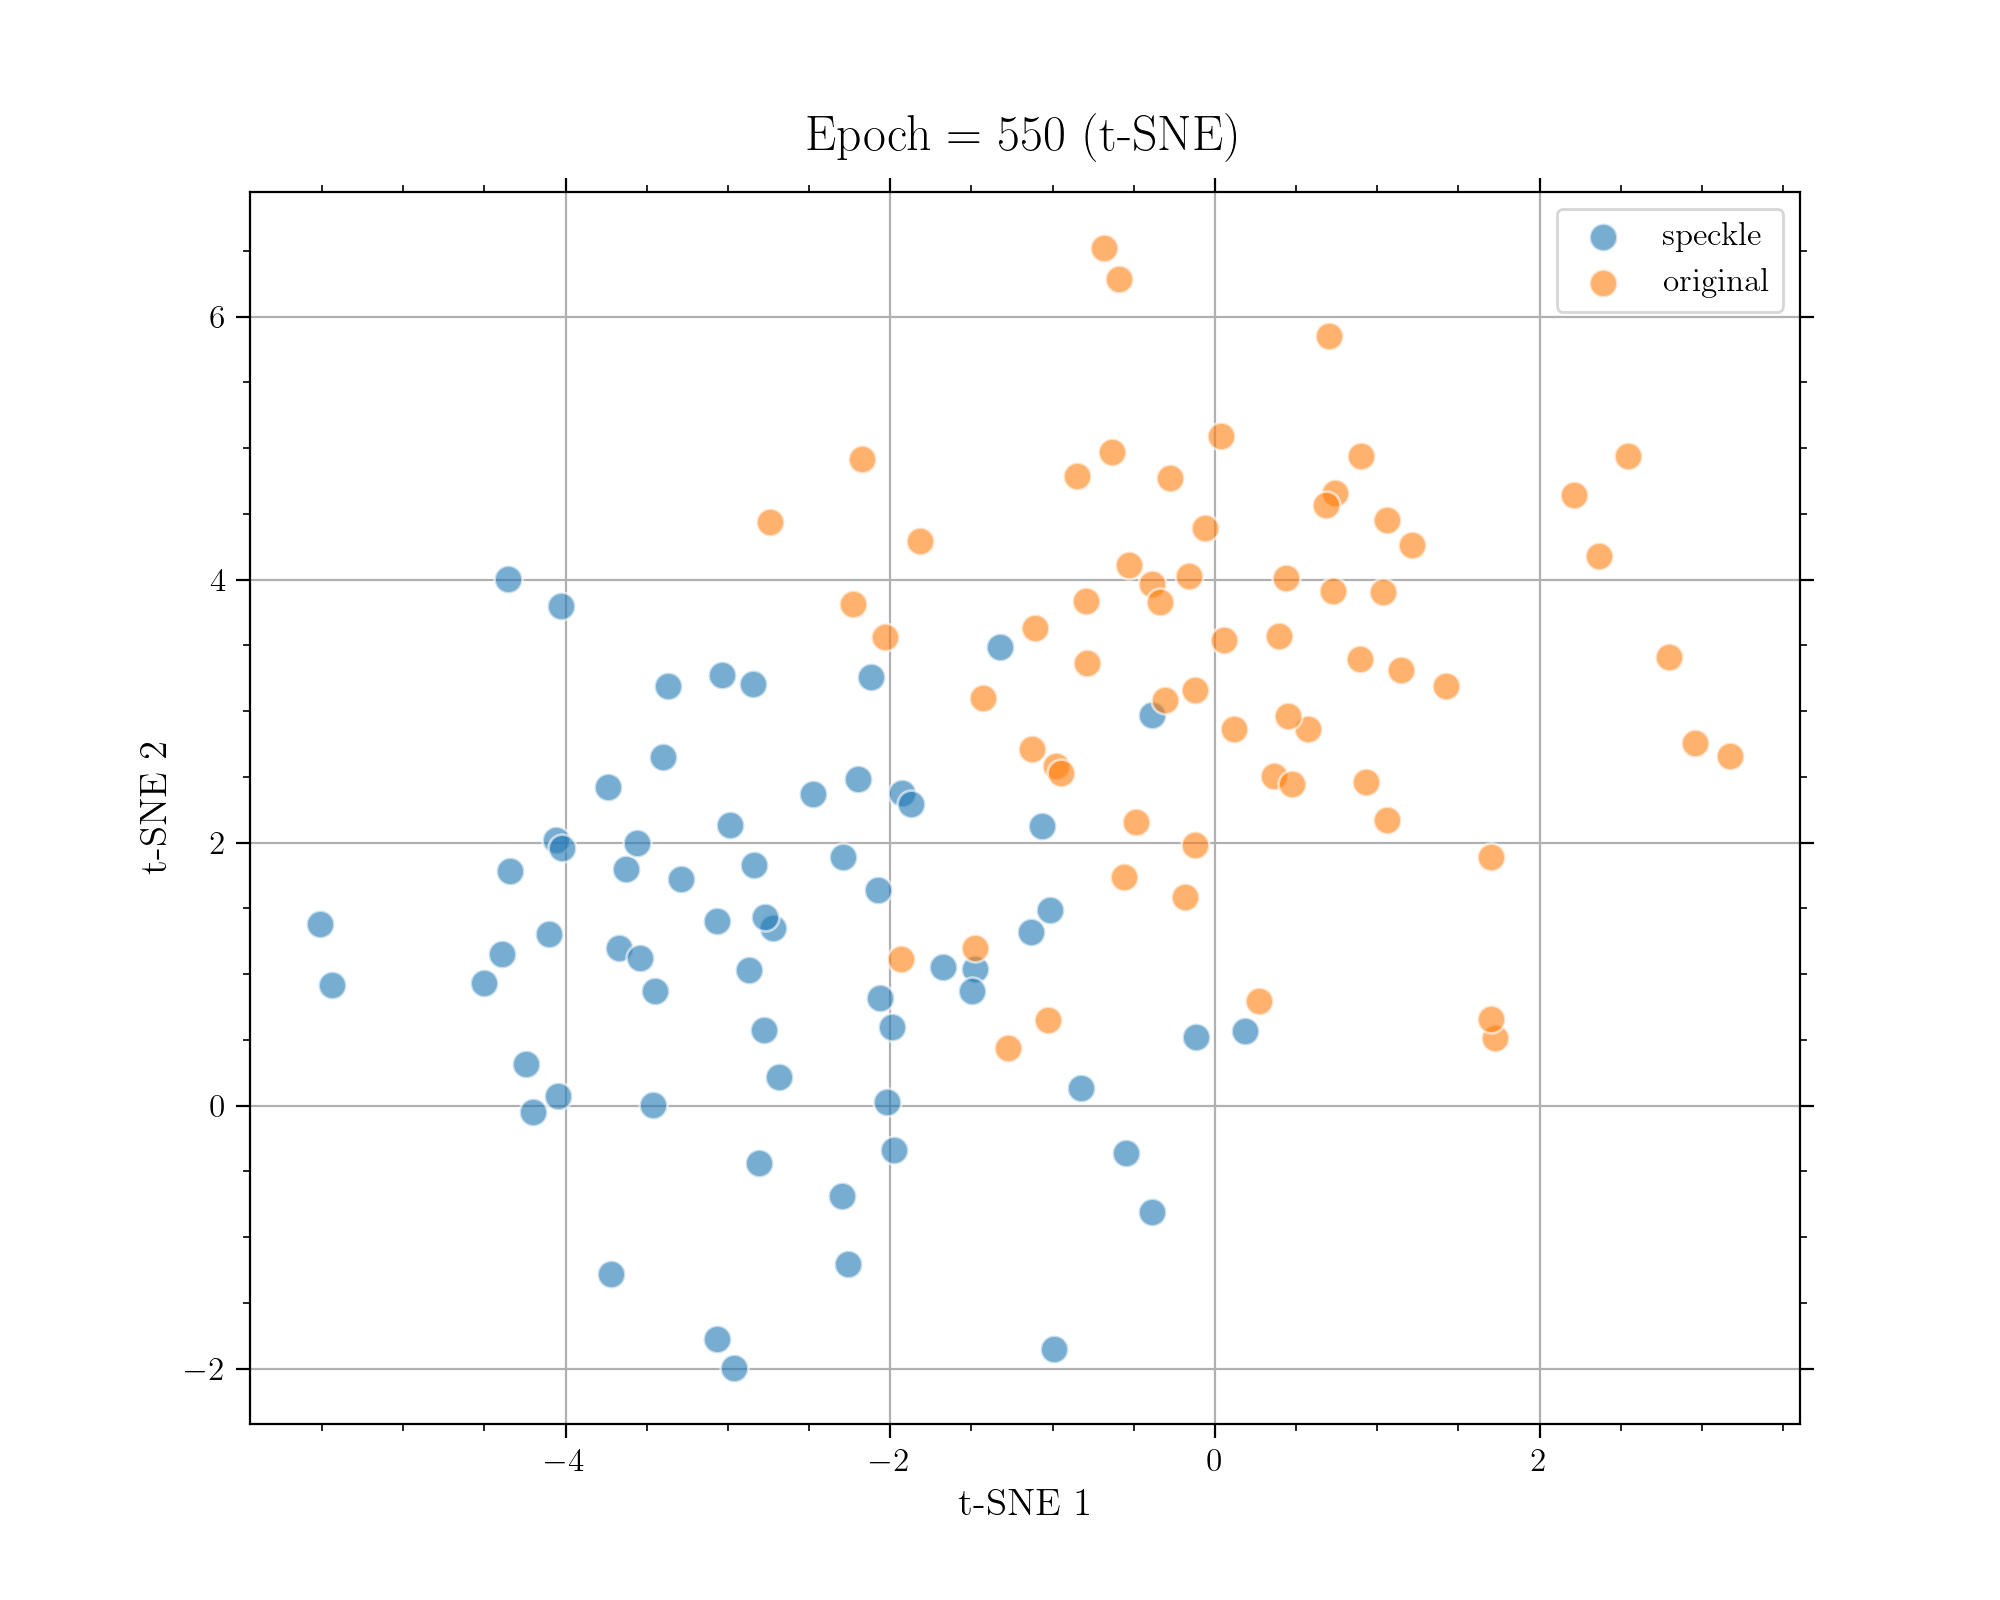 Epoch = 550 (t-SNE)
speckle
original
6
4
2
0
−2
t-SNE 2
−4 −2 0 2
t-SNE 1